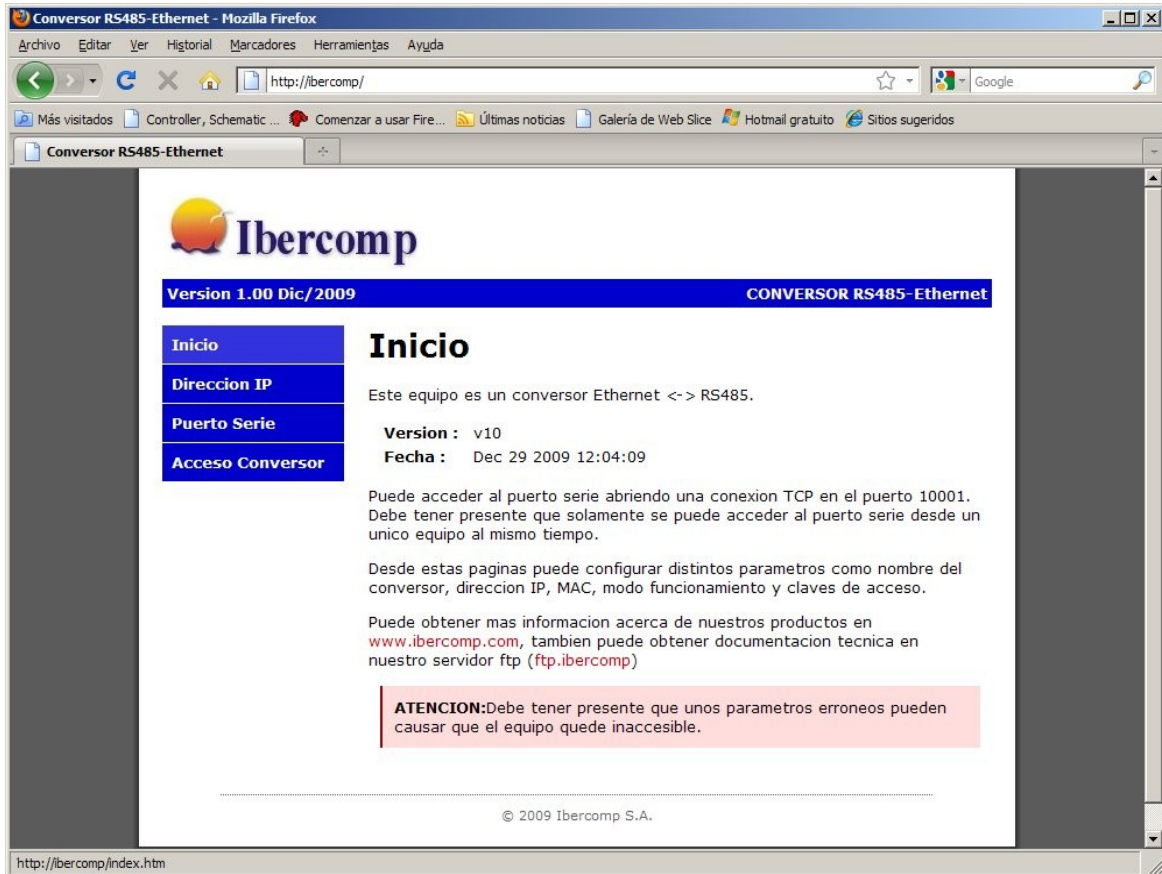 Conversor RS485-Ethernet - Mozilla Firefox
Archivo Editar Ver Historial Marcadores Herramientas Ayuda
http://ibercomp/
Google
Más visitados Controller, Schematic ... Comenzar a usar Fire... Últimas noticias Galería de Web Slice Hotmail gratuito Sitios sugeridos
Conversor RS485-Ethernet
Ibercomp
Version 1.00 Dic/2009 CONVERSOR RS485-Ethernet
Inicio
Direccion IP
Puerto Serie
Acceso Conversor
Inicio
Este equipo es un conversor Ethernet <-> RS485.
Version : v10
Fecha : Dec 29 2009 12:04:09
Puede acceder al puerto serie abriendo una conexion TCP en el puerto 10001.
Debe tener presente que solamente se puede acceder al puerto serie desde un
unico equipo al mismo tiempo.
Desde estas paginas puede configurar distintos parametros como nombre del
conversor, direccion IP, MAC, modo funcionamiento y claves de acceso.
Puede obtener mas informacion acerca de nuestros productos en
www.ibercomp.com, tambien puede obtener documentacion tecnica en
nuestro servidor ftp (ftp.ibercomp)
ATENCION:Debe tener presente que unos parametros erroneos pueden
causar que el equipo quede inaccesible.
© 2009 Ibercomp S.A.
http://ibercomp/index.htm